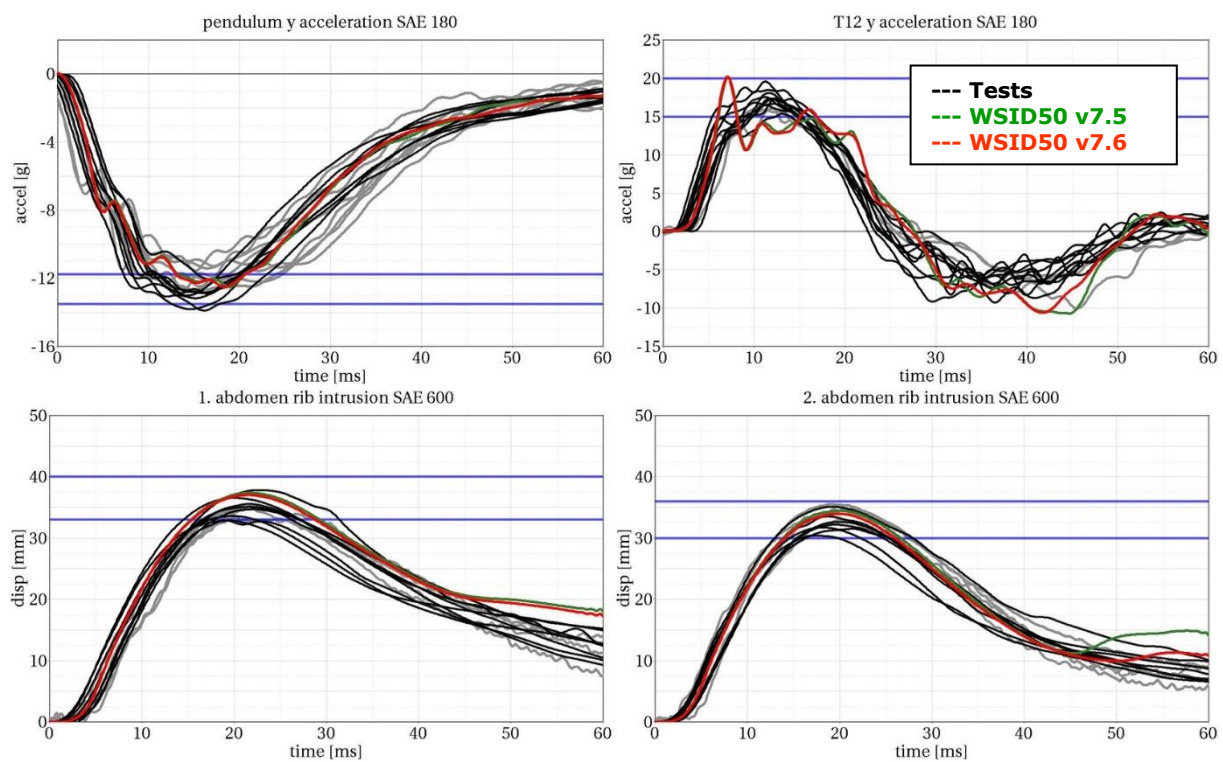 pendulum y acceleration SAE 180
accel [g]
0
-4
-8
-12
-16
0 10 20 30 40 50 60
time [ms]
T12 y acceleration SAE 180
accel [g]
25
20
15
10
5
0
-5
-10
-15
0 10 20 30 40 50 60
time [ms]
--- Tests
--- WSID50 v7.5
--- WSID50 v7.6
1. abdomen rib intrusion SAE 600
disp [mm]
50
40
30
20
10
0
0 10 20 30 40 50 60
time [ms]
2. abdomen rib intrusion SAE 600
disp [mm]
50
40
30
20
10
0
0 10 20 30 40 50 60
time [ms]